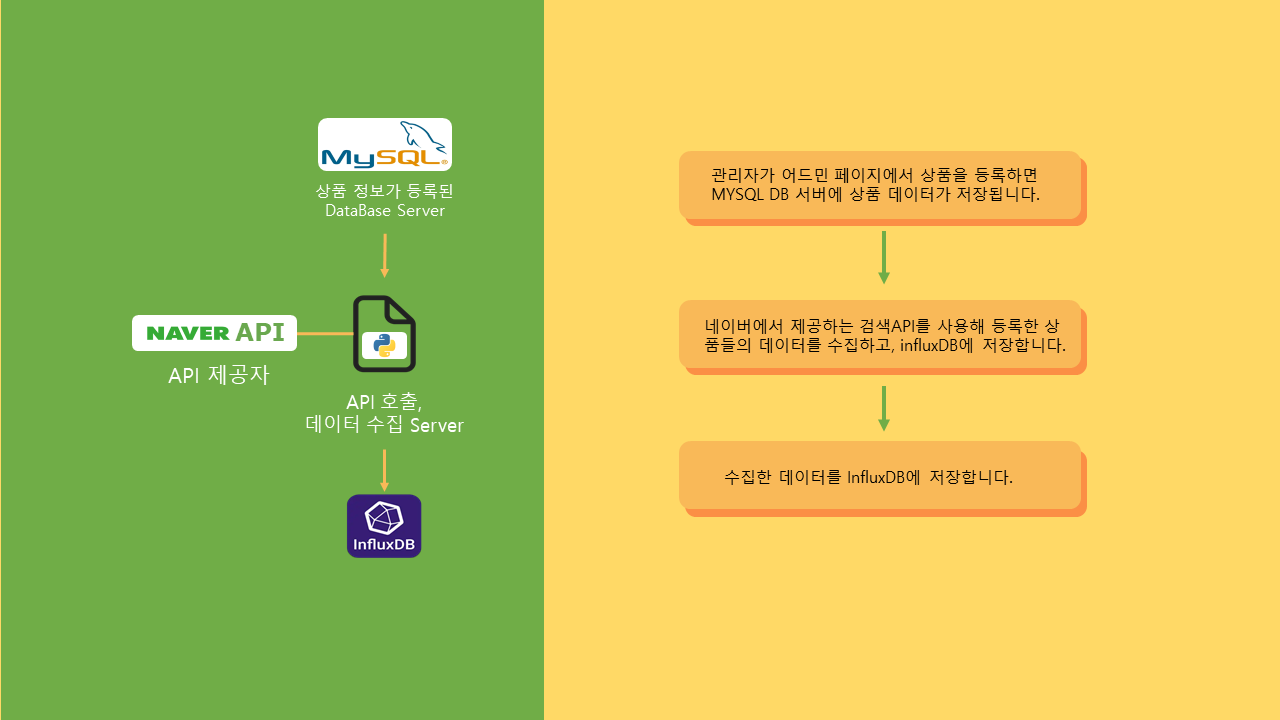 MySQL®
상품 정보가 등록된
DataBase Server
NAVER API
API 제공자
API 호출,
데이터 수집 Server
InfluxDB
관리자가 어드민 페이지에서 상품을 등록하면
MYSQL DB 서버에 상품 데이터가 저장됩니다.
네이버에서 제공하는 검색API를 사용해 등록한 상
품들의 데이터를 수집하고, influxDB에 저장합니다.
수집한 데이터를 InfluxDB에 저장합니다.